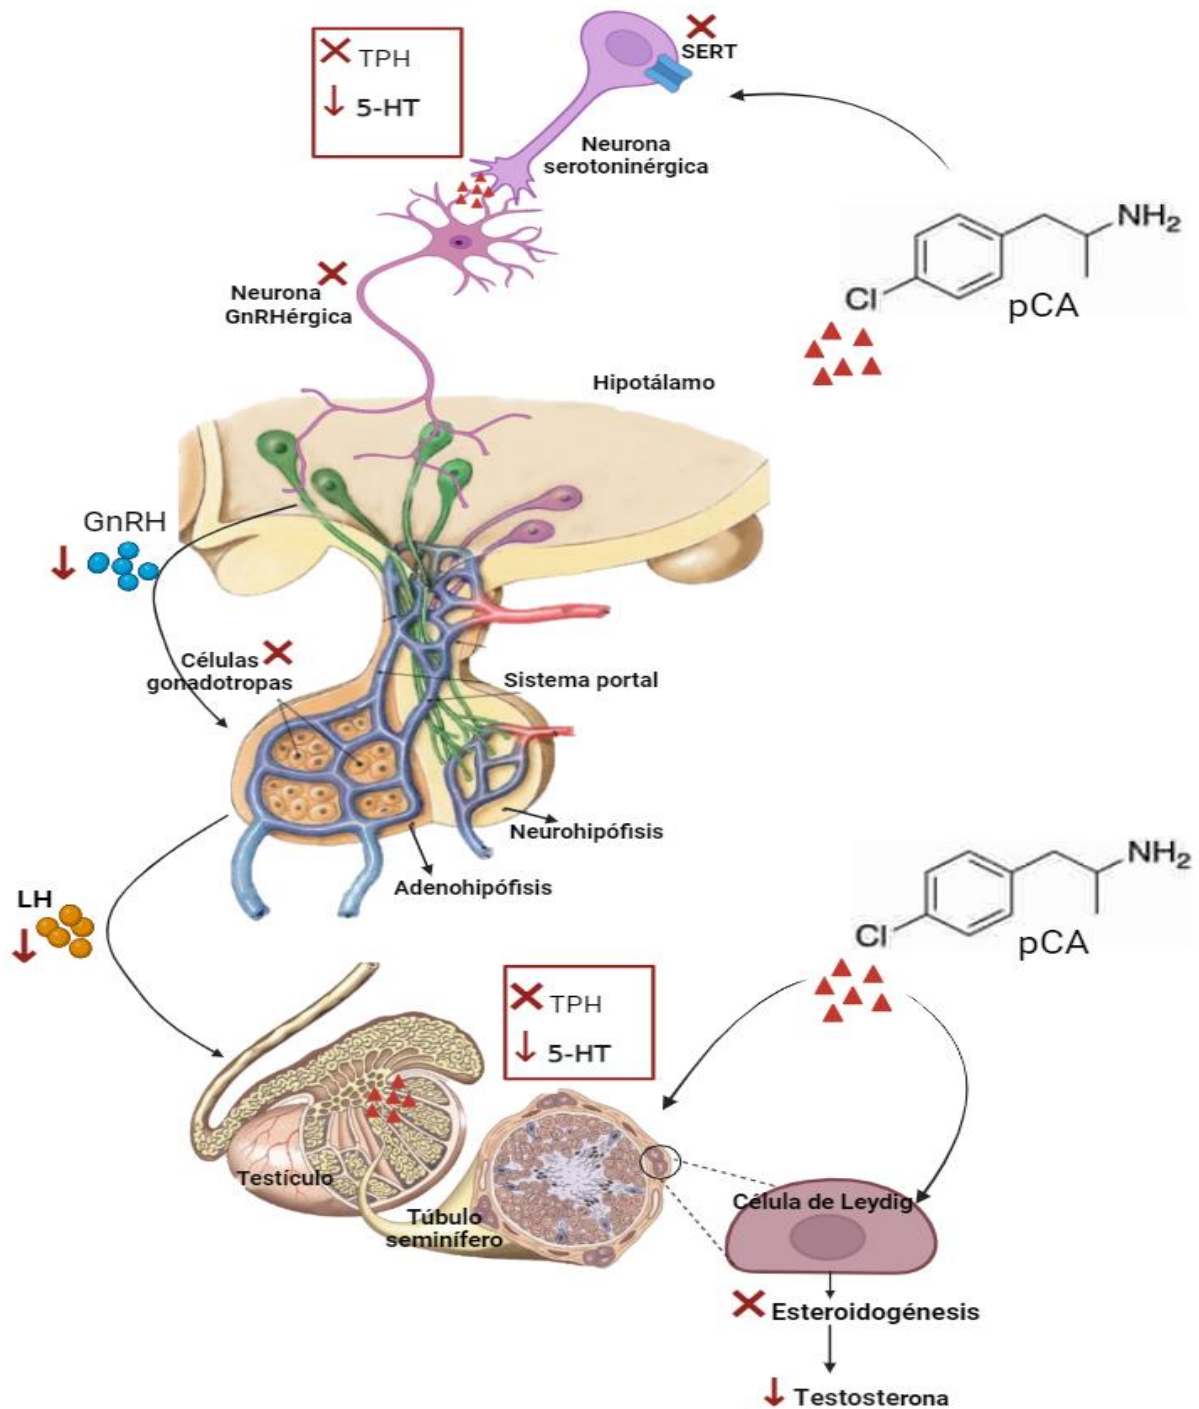 SERT
TPH
5-HT
Neurona
serotoninérgica
NH2
Cl
pCA
Neurona
GnRHérgica
Hipotálamo
GnRH
Células
gonadotropas
Sistema portal
Neurohipófisis
Adenohipófisis
LH
NH2
Cl
pCA
TPH
5-HT
Testículo
Túbulo
seminífero
Célula de Leydig
Esteroidogénesis
Testosterona